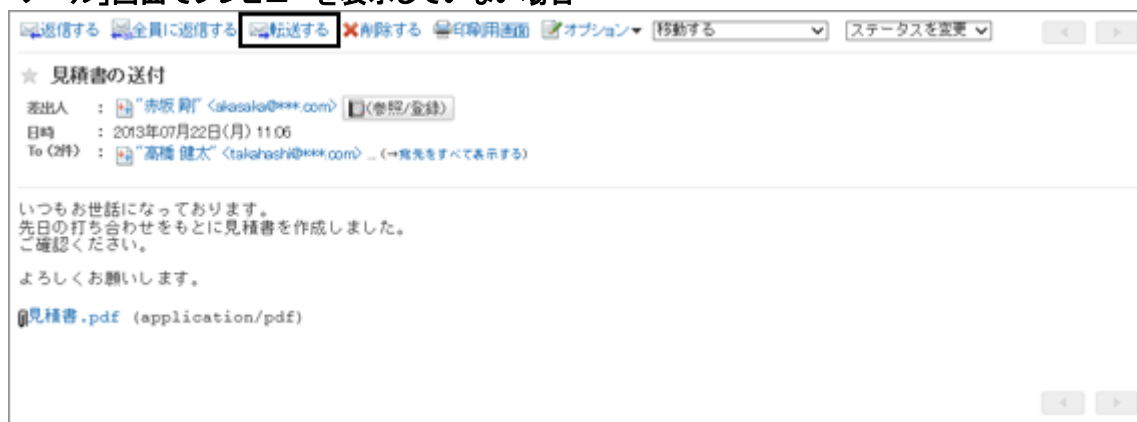 返信する 全員に返信する 転送する 削除する 印刷用画面 オプション 移動する ステータスを変更
見積書の送付
差出人 : "赤坂 剛" <akasaka@***.com> (参照/登録)
日時 : 2013年07月22日(月) 11:06
To (2件) : "高橋 健太" <takahashi@***.com> ... (→宛先をすべて表示する)
いつもお世話になっております。
先日の打ち合わせをもとに見積書を作成しました。
ご確認ください。
よろしくお願いします。
見積書.pdf (application/pdf)